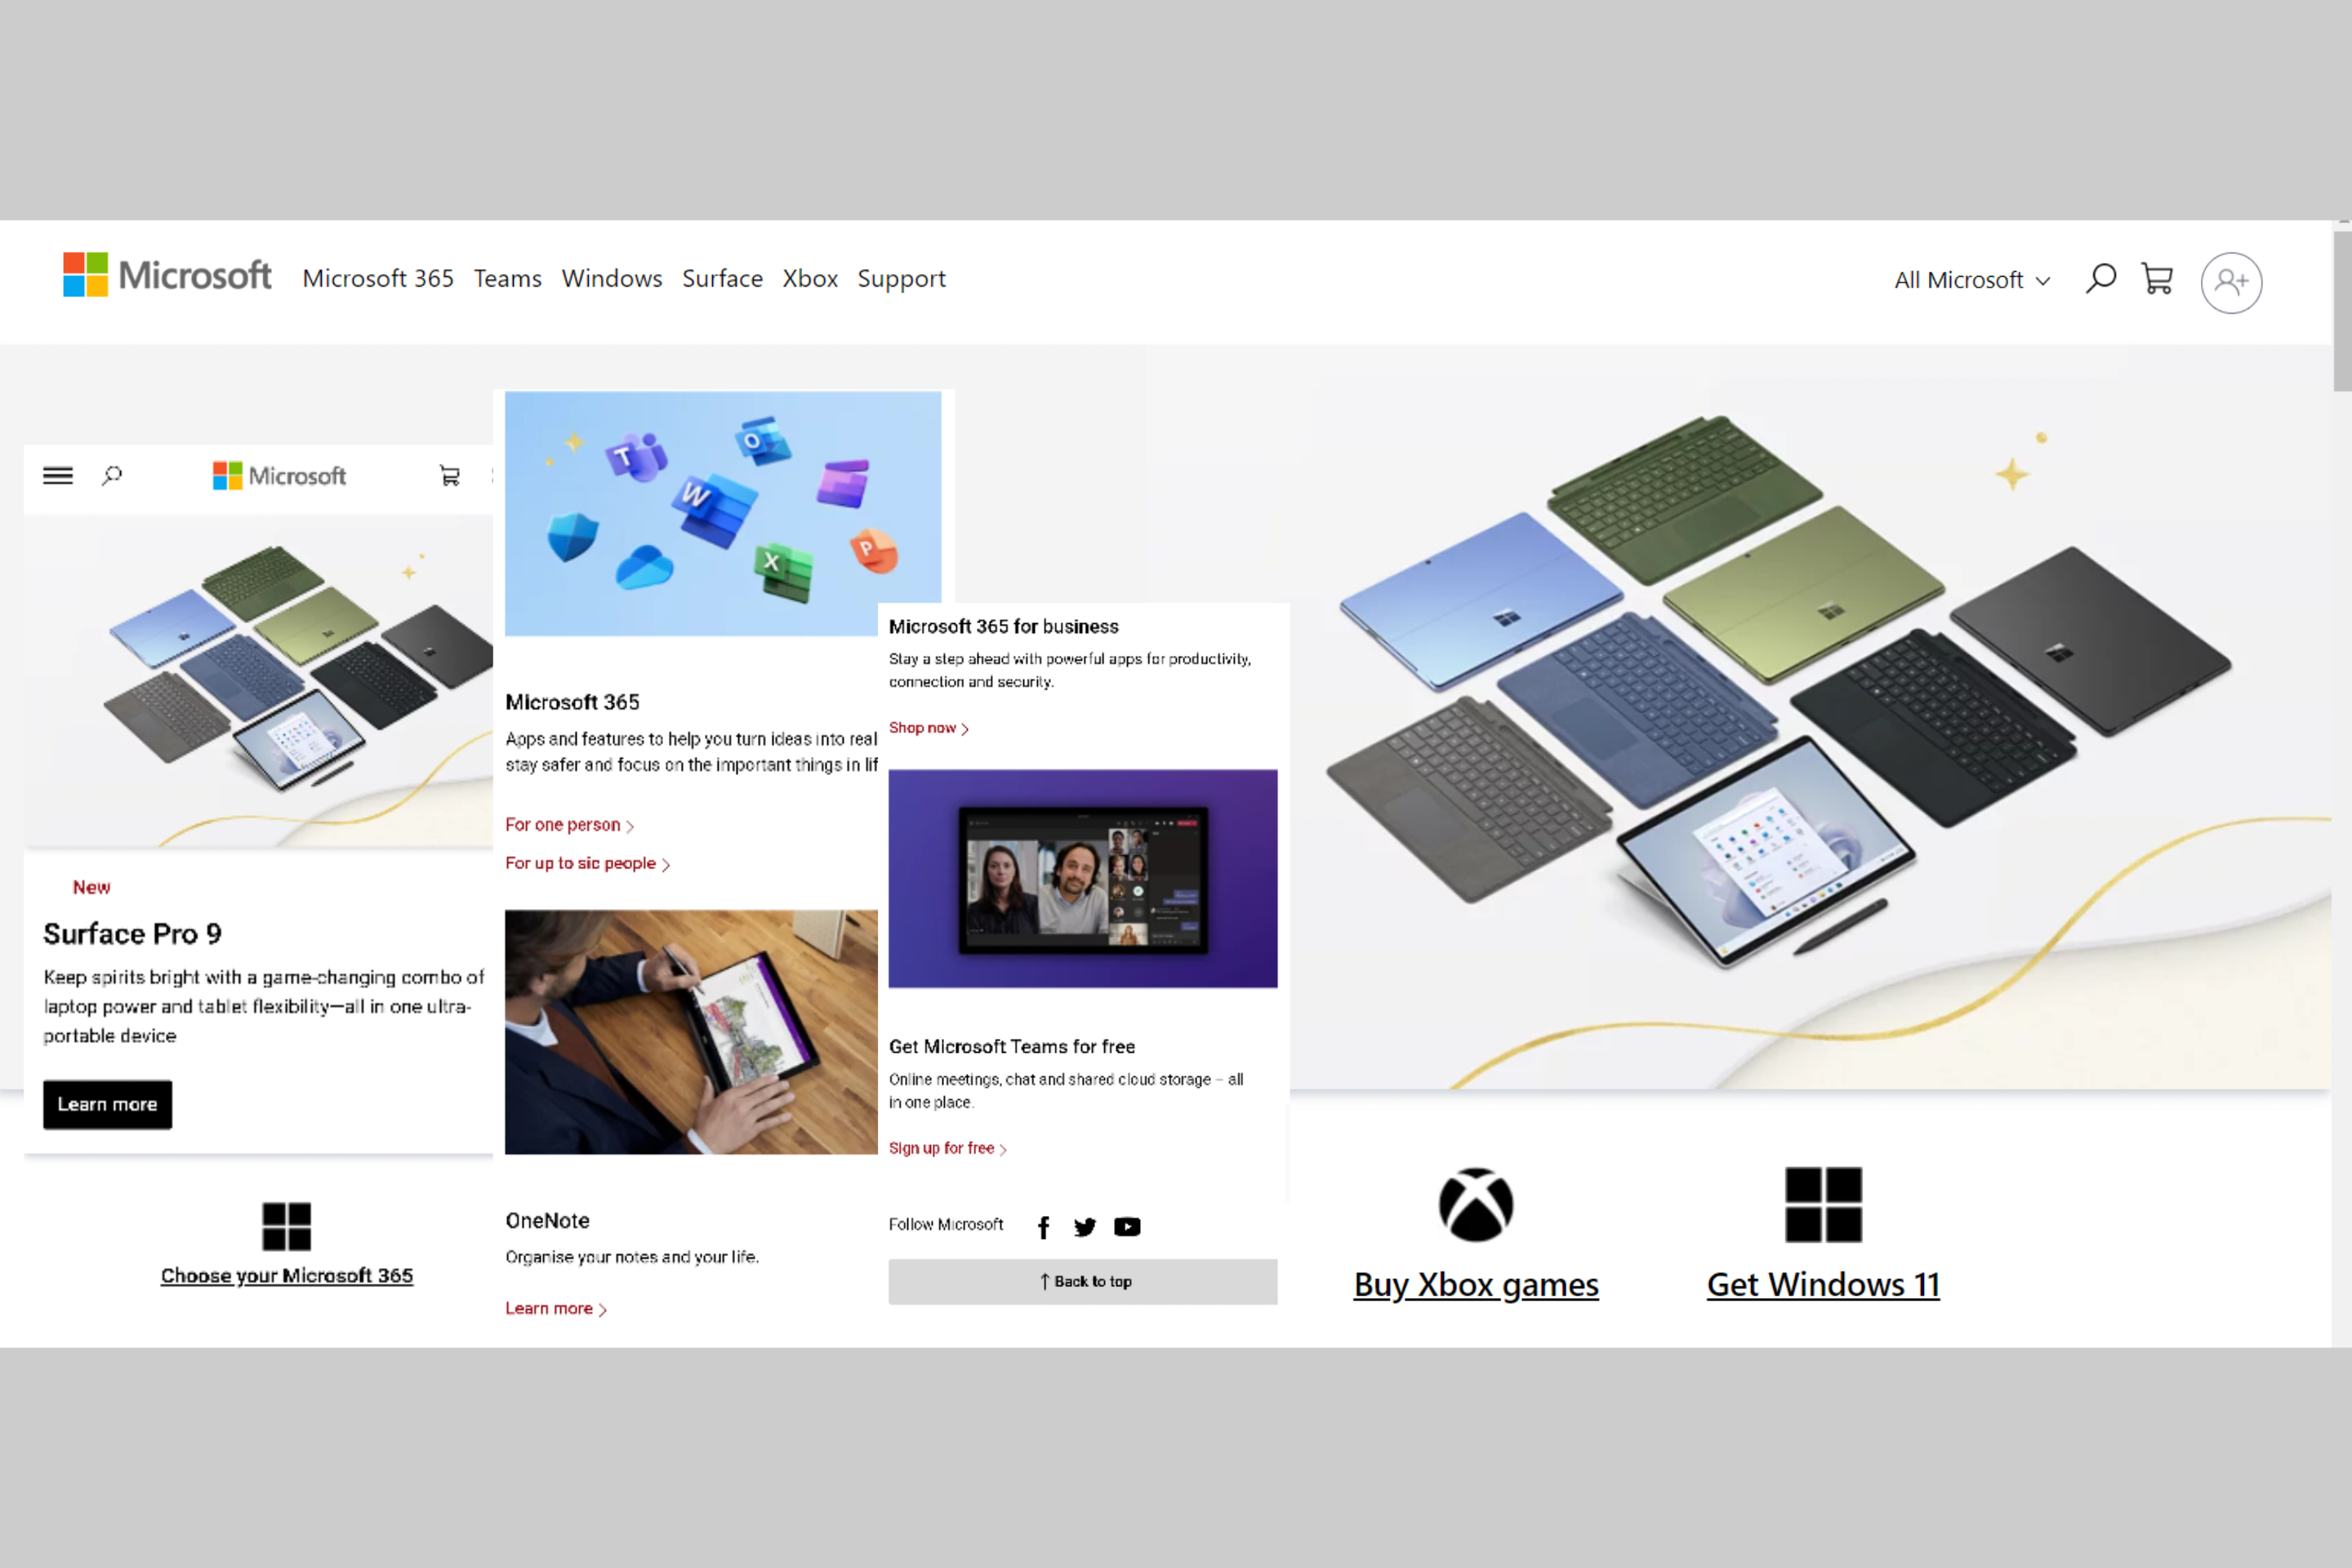 Microsoft Microsoft 365 Teams Windows Surface Xbox Support All Microsoft
Microsoft
New
Surface Pro 9
Keep spirits bright with a game-changing combo of
laptop power and tablet flexibility—all in one ultra-
portable device
Learn more
Choose your Microsoft 365
T
O
W
X
P
Microsoft 365
Apps and features to help you turn ideas into real
stay safer and focus on the important things in lif
For one person
For up to sic people
OneNote
Organise your notes and your life.
Learn more
Microsoft 365 for business
Stay a step ahead with powerful apps for productivity,
connection and security.
Shop now
Get Microsoft Teams for free
Online meetings, chat and shared cloud storage – all
in one place.
Sign up for free
Follow Microsoft
↑ Back to top
Buy Xbox games
Get Windows 11